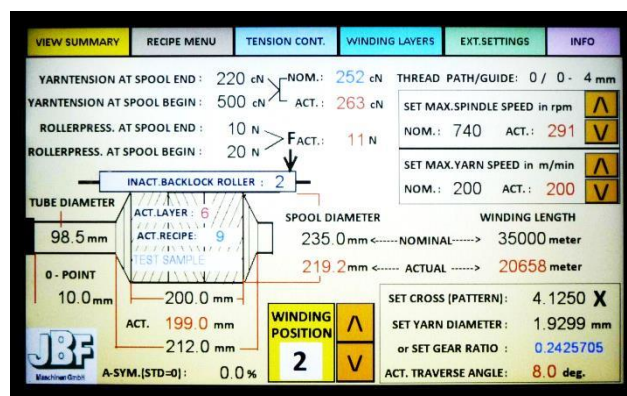 VIEW SUMMARY RECIPE MENU TENSION CONT. WINDING LAYERS EXT.SETTINGS INFO
YARNTENSION AT SPOOL END : 220 cN NOM.: 252 cN THREAD PATH/GUIDE: 0 / 0 - 4 mm
YARNTENSION AT SPOOL BEGIN : 500 cN ACT.: 263 cN SET MAX.SPINDLE SPEED in rpm
NOM.: 740 ACT.: 291
ROLLERPRESS. AT SPOOL END : 10 N FACT.: 11 N
ROLLERPRESS. AT SPOOL BEGIN : 20 N SET MAX.YARN SPEED in m/min
NOM.: 200 ACT.: 200
INACT.BACKLOCK ROLLER : 2
TUBE DIAMETER ACT.LAYER : 6 SPOOL DIAMETER WINDING LENGTH
98.5 mm ACT.RECIPE: 9 235.0 mm <----- NOMINAL -----> 35000 meter
TEST SAMPLE 219.2 mm <----- ACTUAL -----> 20658 meter
0 - POINT
10.0 mm 200.0 mm SET CROSS (PATTERN): 4.1250 X
ACT. 199.0 mm WINDING POSITION SET YARN DIAMETER : 1.9299 mm
212.0 mm 2 or SET GEAR RATIO : 0.2425705
JBF
Maschinen GmbH A-SYM.(STD=0) : 0.0 % ACT. TRAVERSE ANGLE: 8.0 deg.